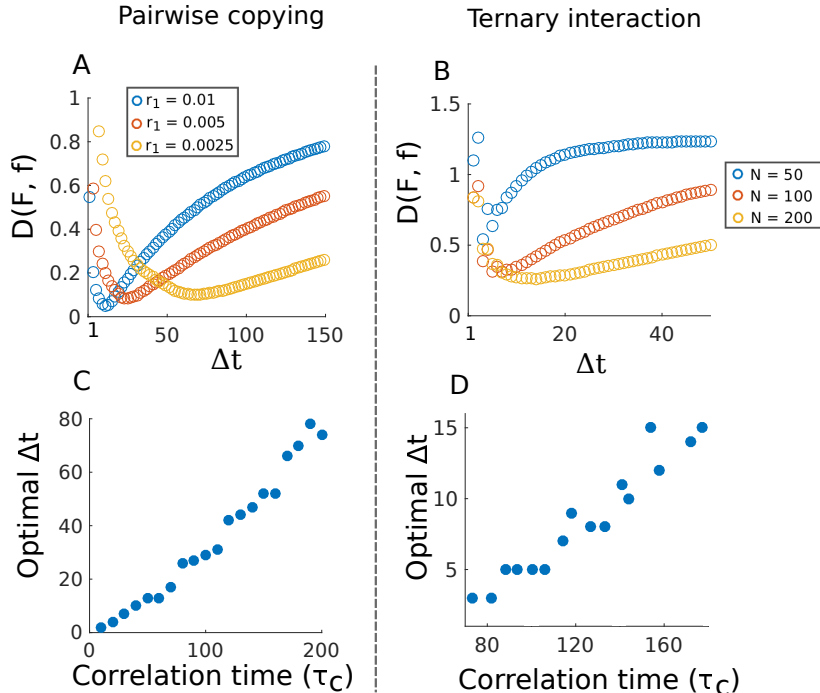 Pairwise copying
Ternary interaction
A
r₁ = 0.01
r₁ = 0.005
r₁ = 0.0025
1
0.8
0.6
0.4
0.2
0
D(F, f)
1
50
100
150
Δt
B
1.5
1
0.5
0
D(F, f)
1
20
40
Δt
N = 50
N = 100
N = 200
C
80
60
40
20
0
Optimal Δt
0
100
200
Correlation time (τc)
D
15
10
5
Optimal Δt
80
120
160
Correlation time (τc)